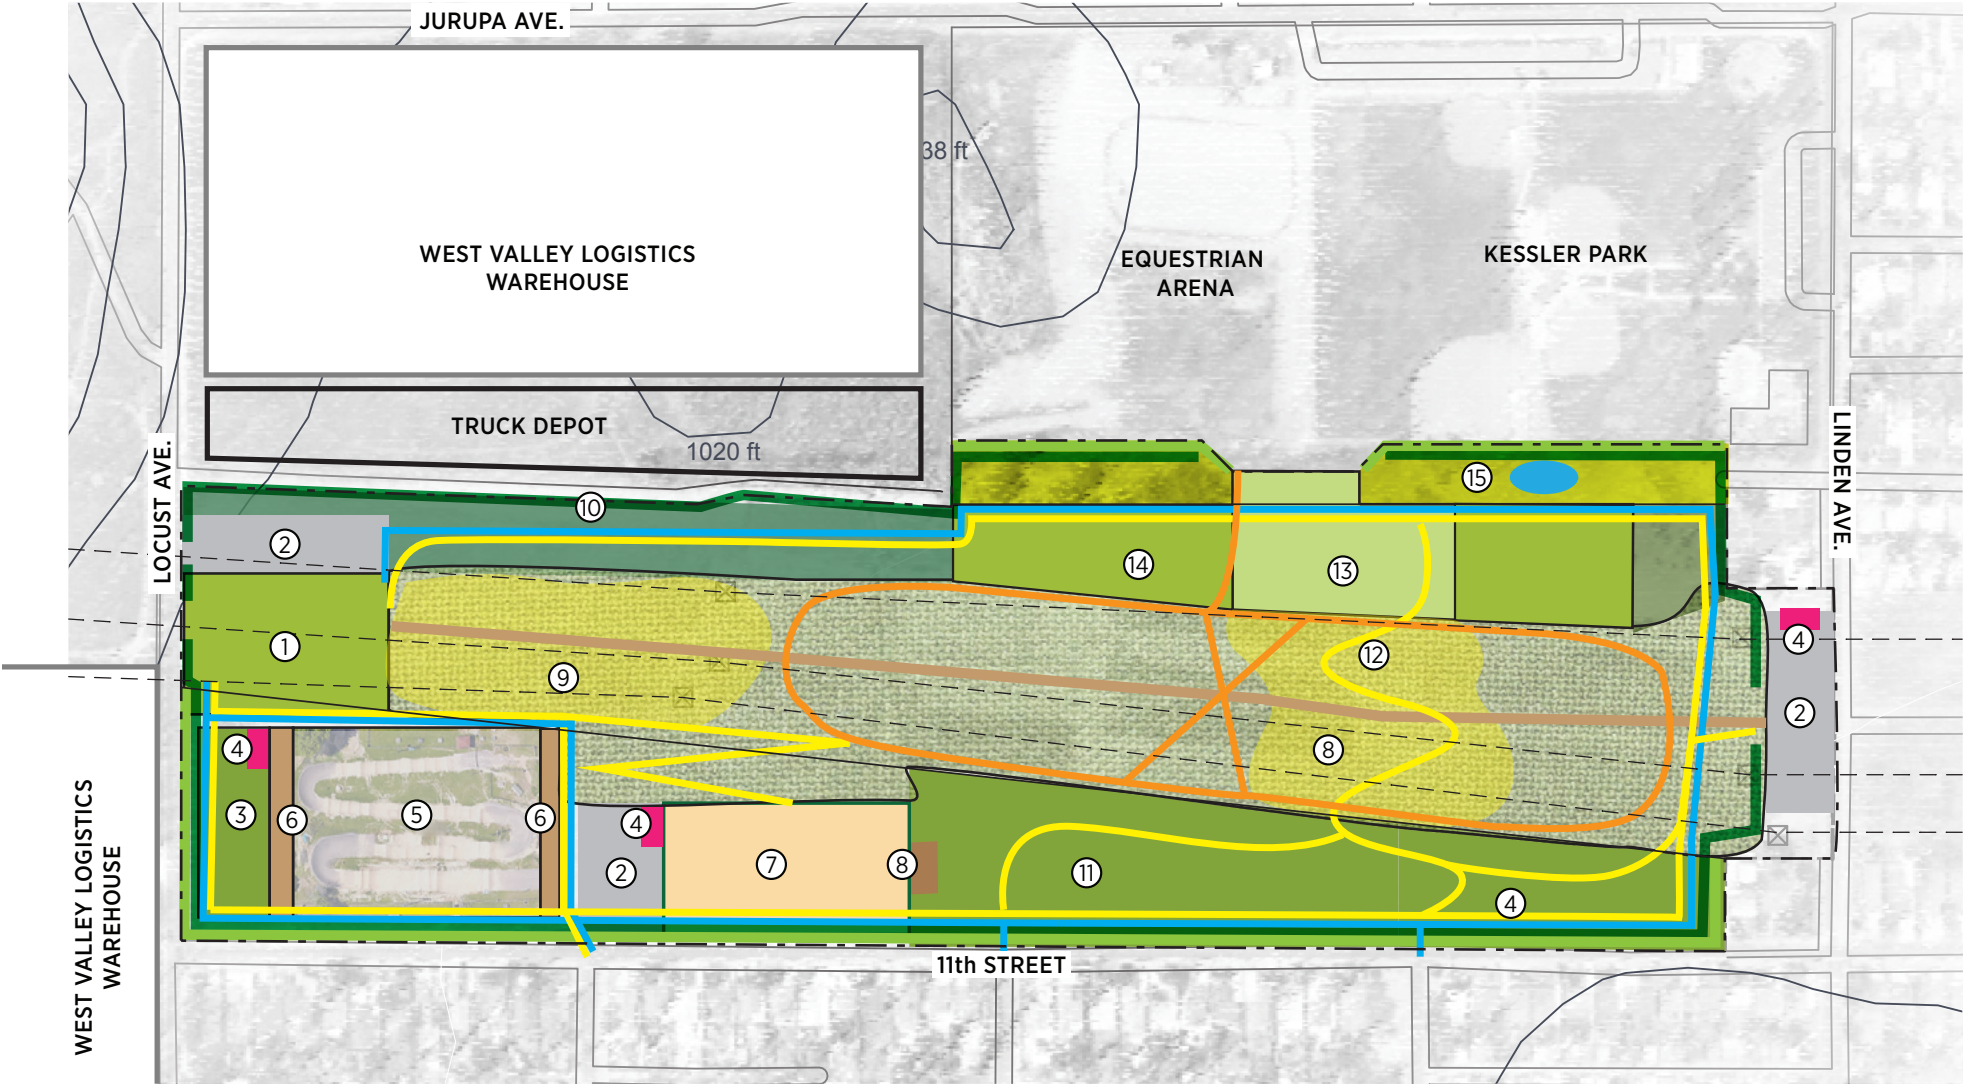 JURUPA AVE.
38 ft
WEST VALLEY LOGISTICS
WAREHOUSE
EQUESTRIAN
ARENA
KESSLER PARK
TRUCK DEPOT
1020 ft
LOCUST AVE.
LINDEN AVE.
15
10
2
14
13
1
9
12
4
2
8
4
3
6
5
6
4
2
7
8
11
4
WEST VALLEY LOGISTICS
WAREHOUSE
11th STREET